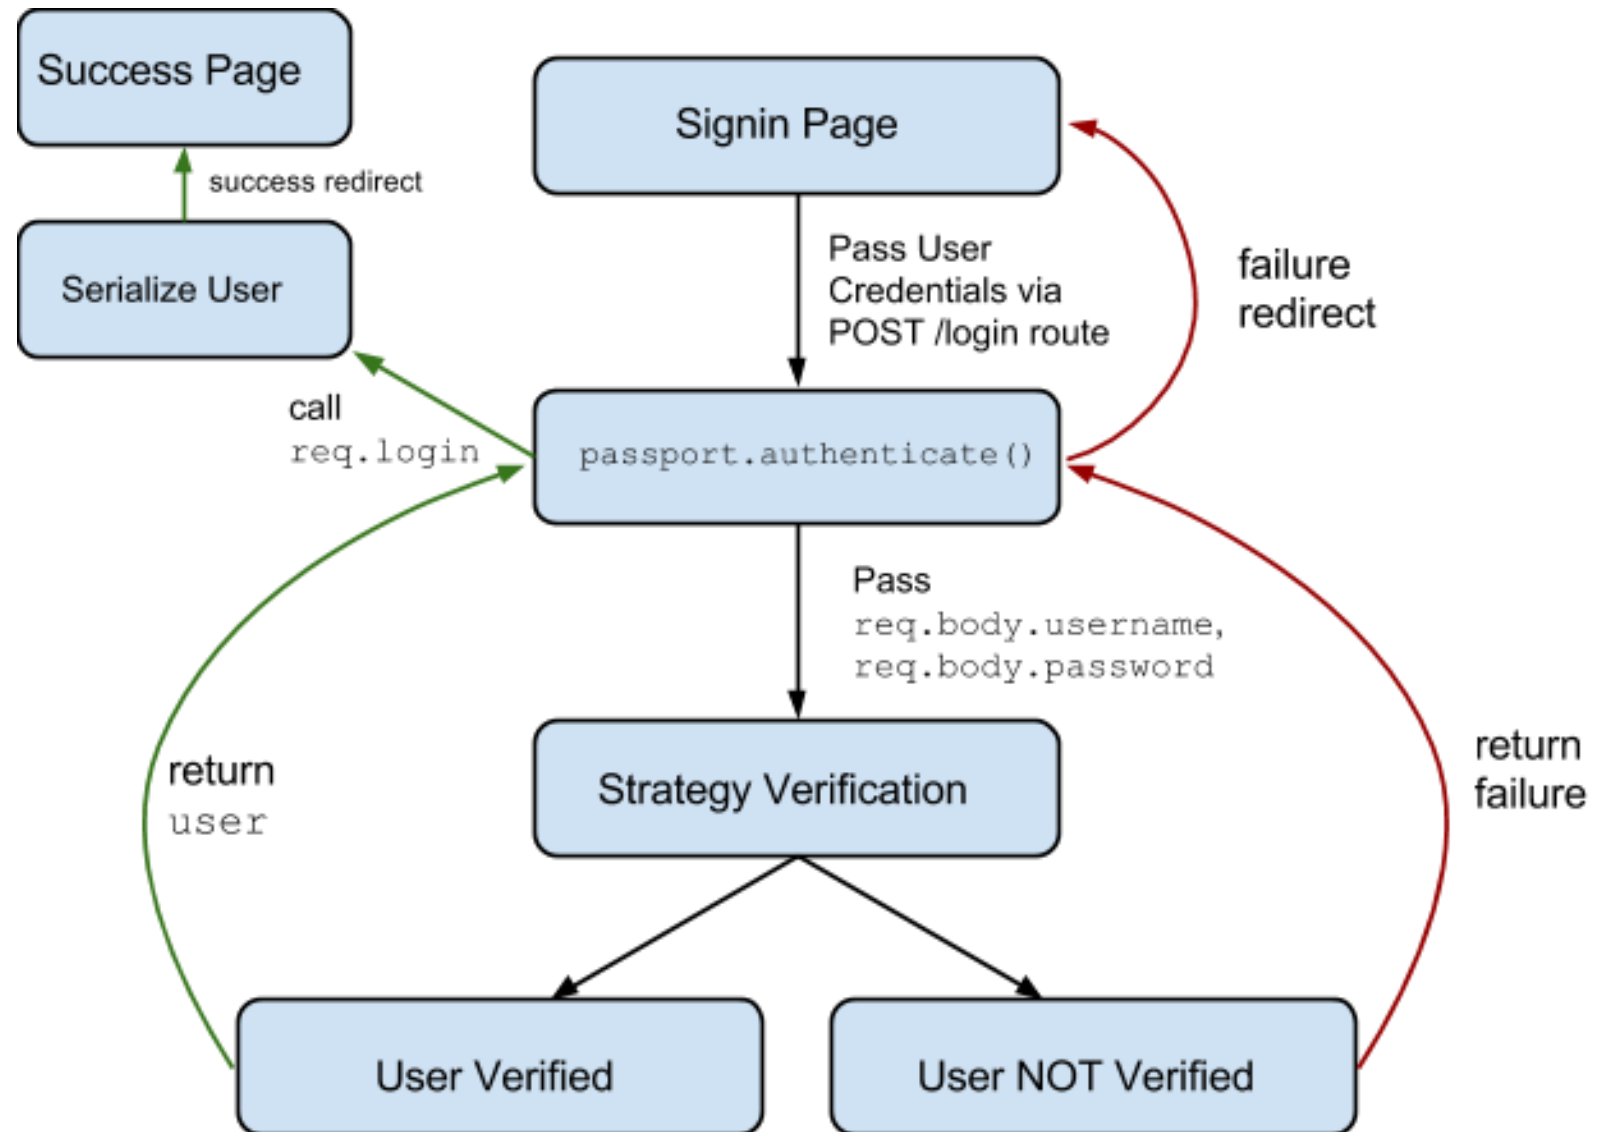 Success Page
Signin Page
success redirect
Serialize User
Pass User
Credentials via
POST /login route
failure
redirect
call
req.login
passport.authenticate()
Pass
req.body.username,
req.body.password
return
user
Strategy Verification
return
failure
User Verified
User NOT Verified